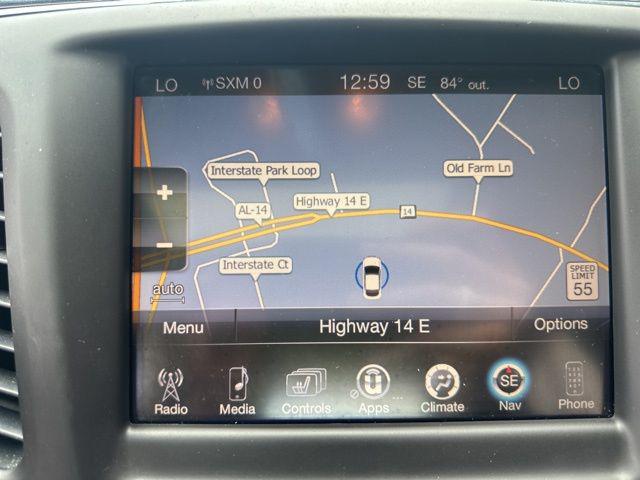 LO SXM 0 12:59 SE 84° out. LO
Interstate Park Loop
Old Farm Ln
Highway 14 E
AL-14
14
+
Interstate Ct
−
SPEED
LIMIT
55
auto
Menu Highway 14 E Options
SE
Radio Media Controls Apps ... Climate Nav Phone